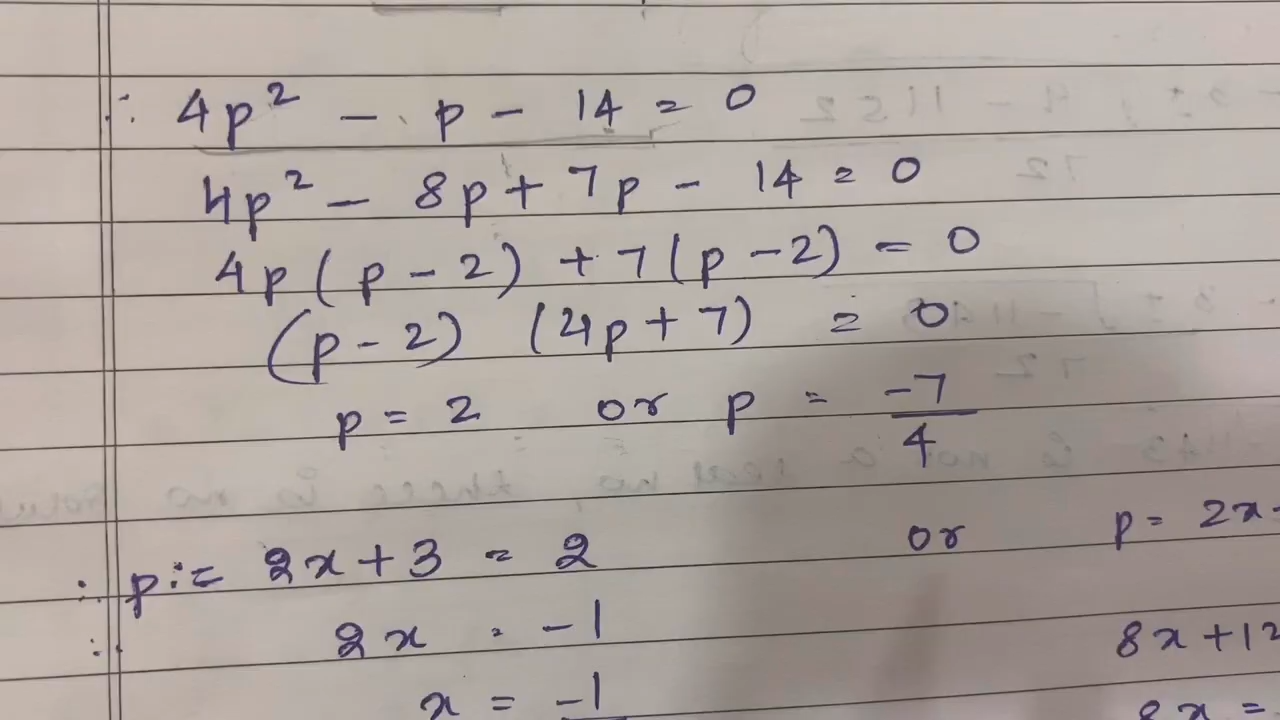 ∴ 4p² - p - 14 = 0
4p² - 8p + 7p - 14 = 0
4p(p - 2) + 7(p - 2) = 0
(p - 2) (4p + 7) = 0
p = 2 or p = -7/4
∴ p = 2x + 3 = 2 or p = 2x
∴ 2x = -1 8x + 12
x = -1 8x =